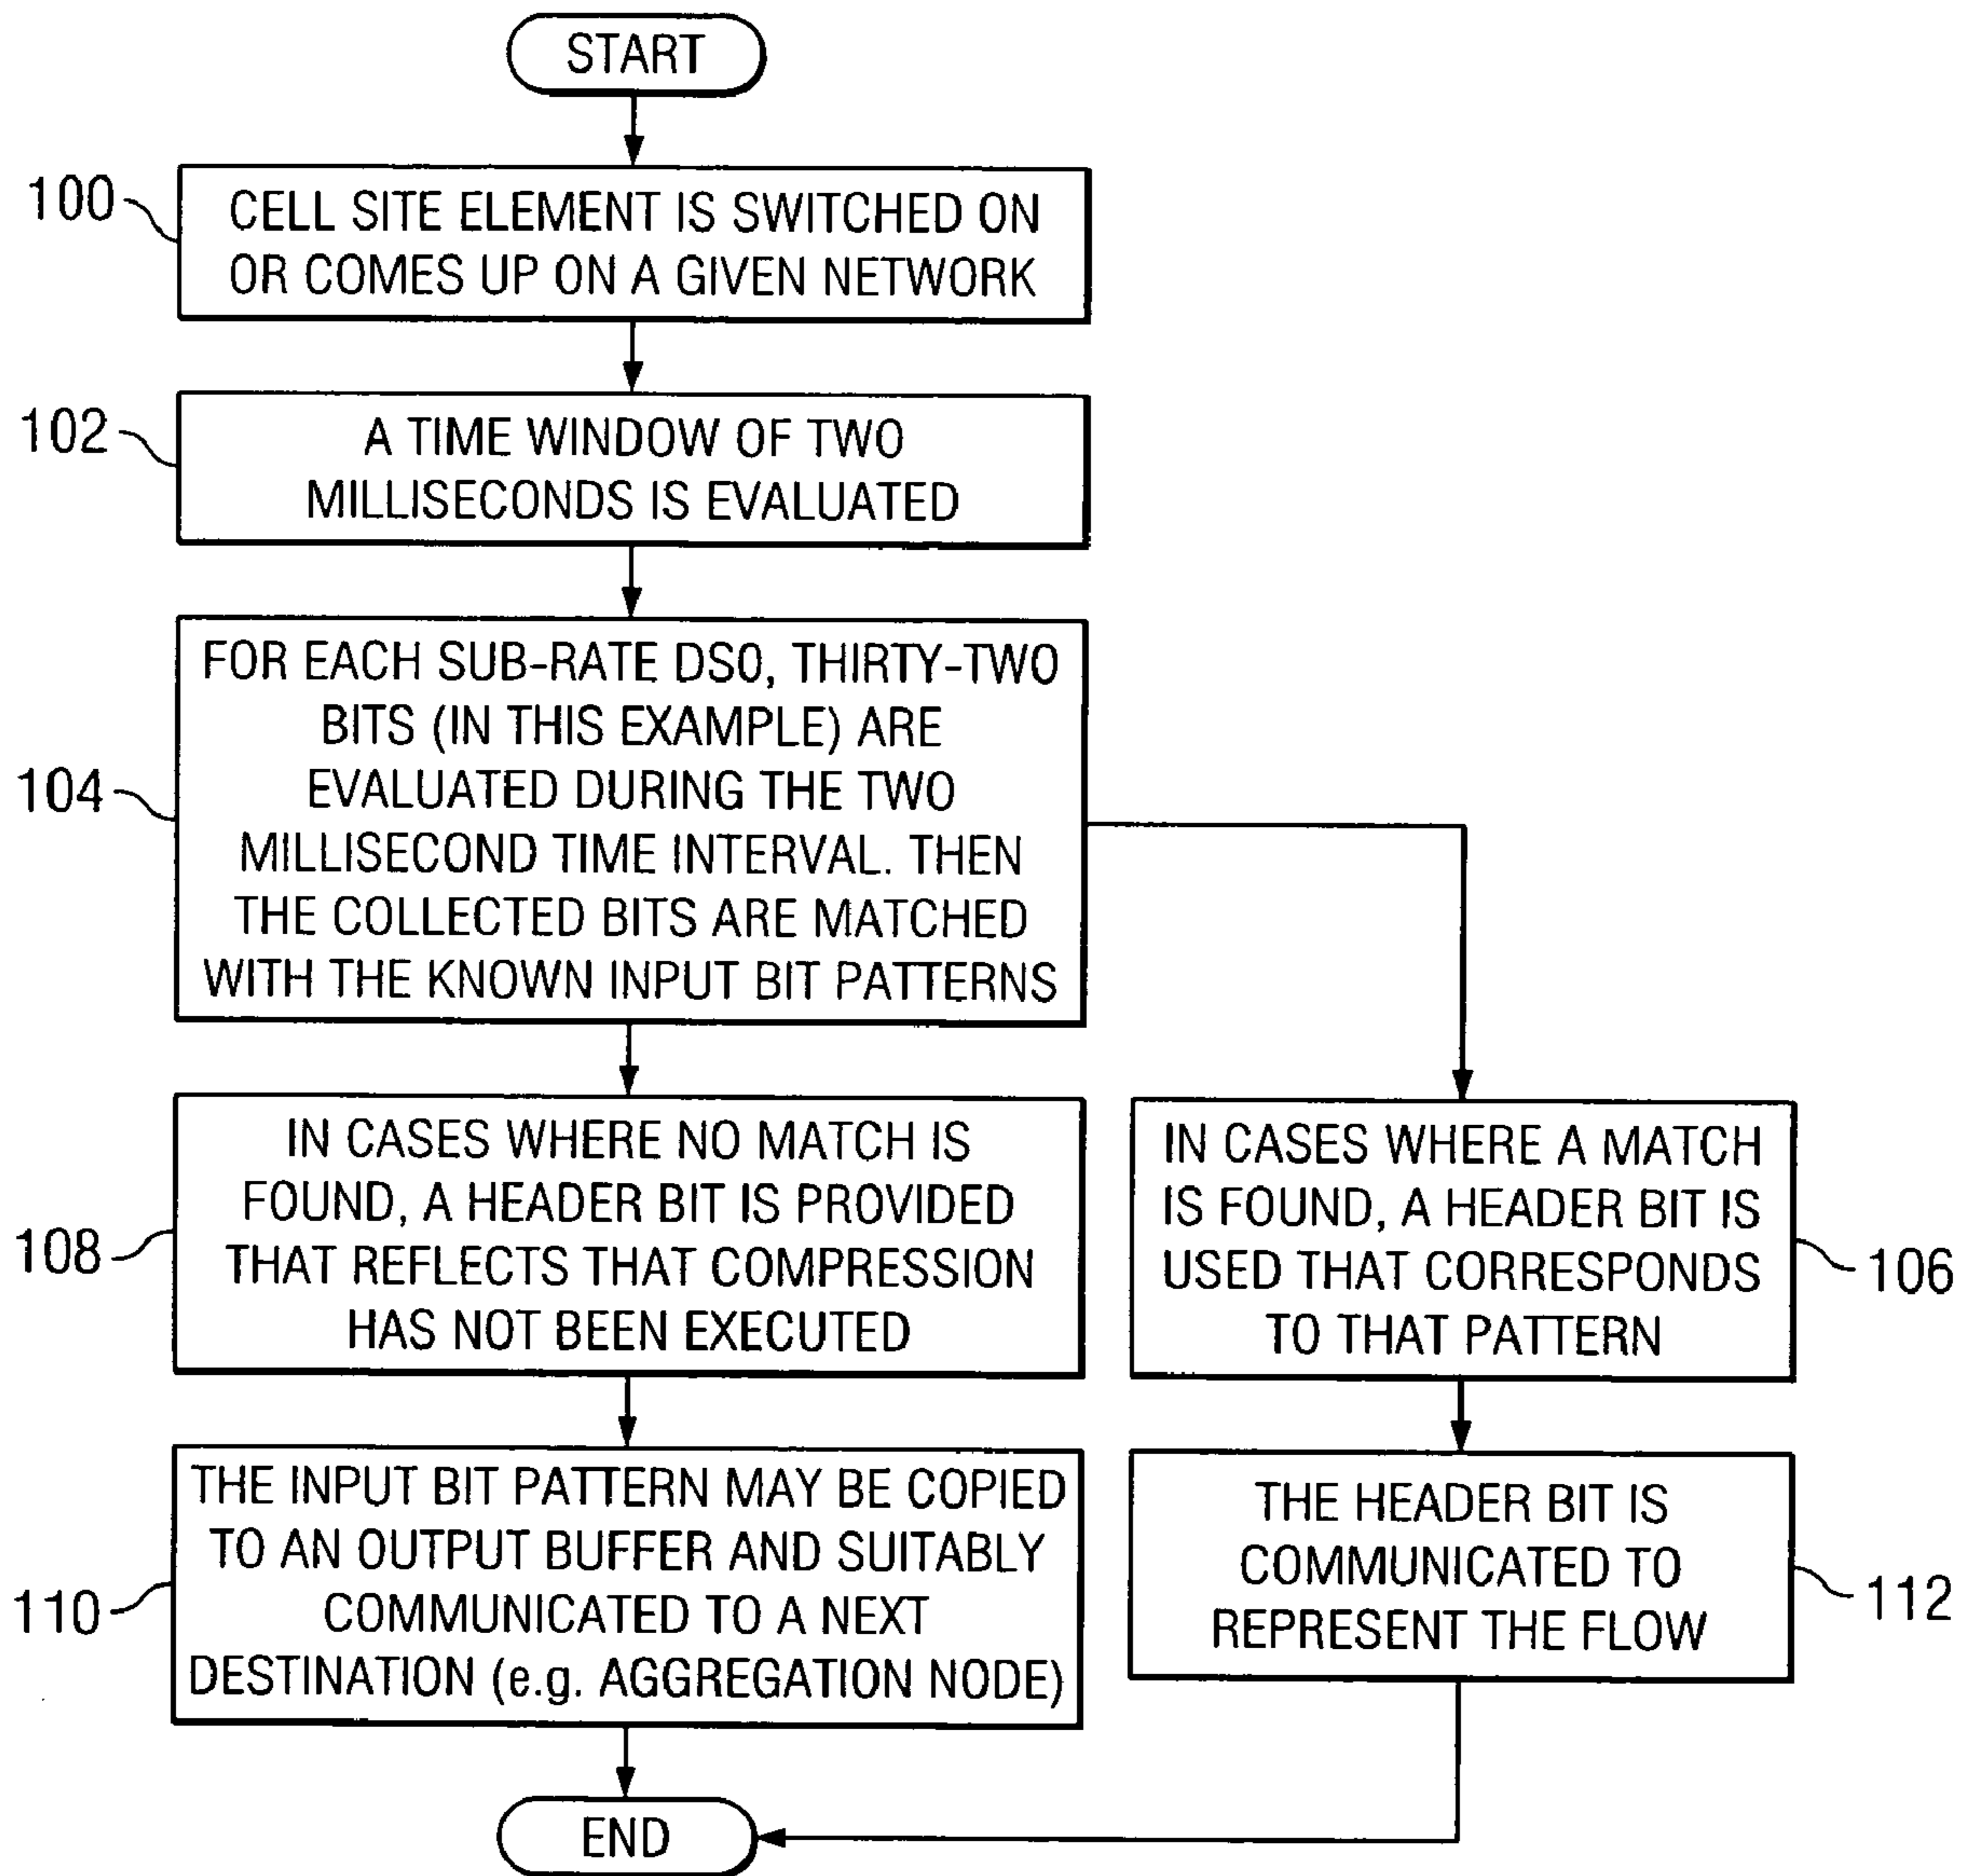 START
100
CELL SITE ELEMENT IS SWITCHED ON
OR COMES UP ON A GIVEN NETWORK
102
A TIME WINDOW OF TWO
MILLISECONDS IS EVALUATED
104
FOR EACH SUB-RATE DS0, THIRTY-TWO
BITS (IN THIS EXAMPLE) ARE
EVALUATED DURING THE TWO
MILLISECOND TIME INTERVAL. THEN
THE COLLECTED BITS ARE MATCHED
WITH THE KNOWN INPUT BIT PATTERNS
108
IN CASES WHERE NO MATCH IS
FOUND, A HEADER BIT IS PROVIDED
THAT REFLECTS THAT COMPRESSION
HAS NOT BEEN EXECUTED
IN CASES WHERE A MATCH
IS FOUND, A HEADER BIT IS
USED THAT CORRESPONDS
TO THAT PATTERN
106
110
THE INPUT BIT PATTERN MAY BE COPIED
TO AN OUTPUT BUFFER AND SUITABLY
COMMUNICATED TO A NEXT
DESTINATION (e.g. AGGREGATION NODE)
THE HEADER BIT IS
COMMUNICATED TO
REPRESENT THE FLOW
112
END